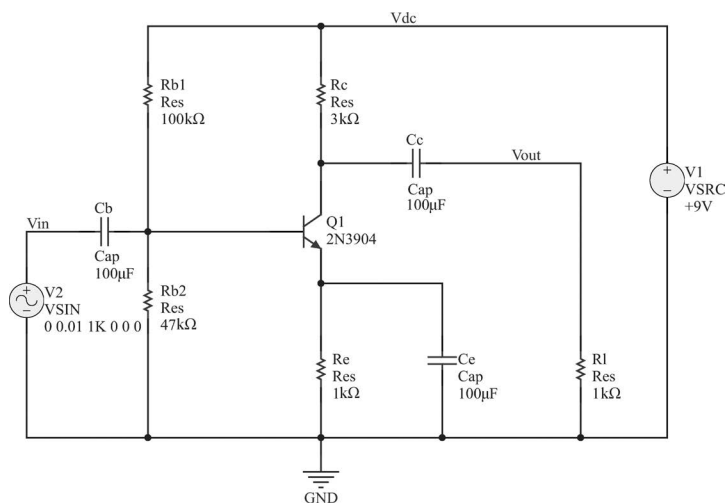 Vdc
Rb1
Res
100kΩ
Rc
Res
3kΩ
Cc
Cap
100μF
Vout
V1
VSRC
+9V
Vin
Cb
Cap
100μF
Q1
2N3904
V2
VSIN
0 0.01 1K 0 0 0
Rb2
Res
47kΩ
Re
Res
1kΩ
Ce
Cap
100μF
Rl
Res
1kΩ
GND